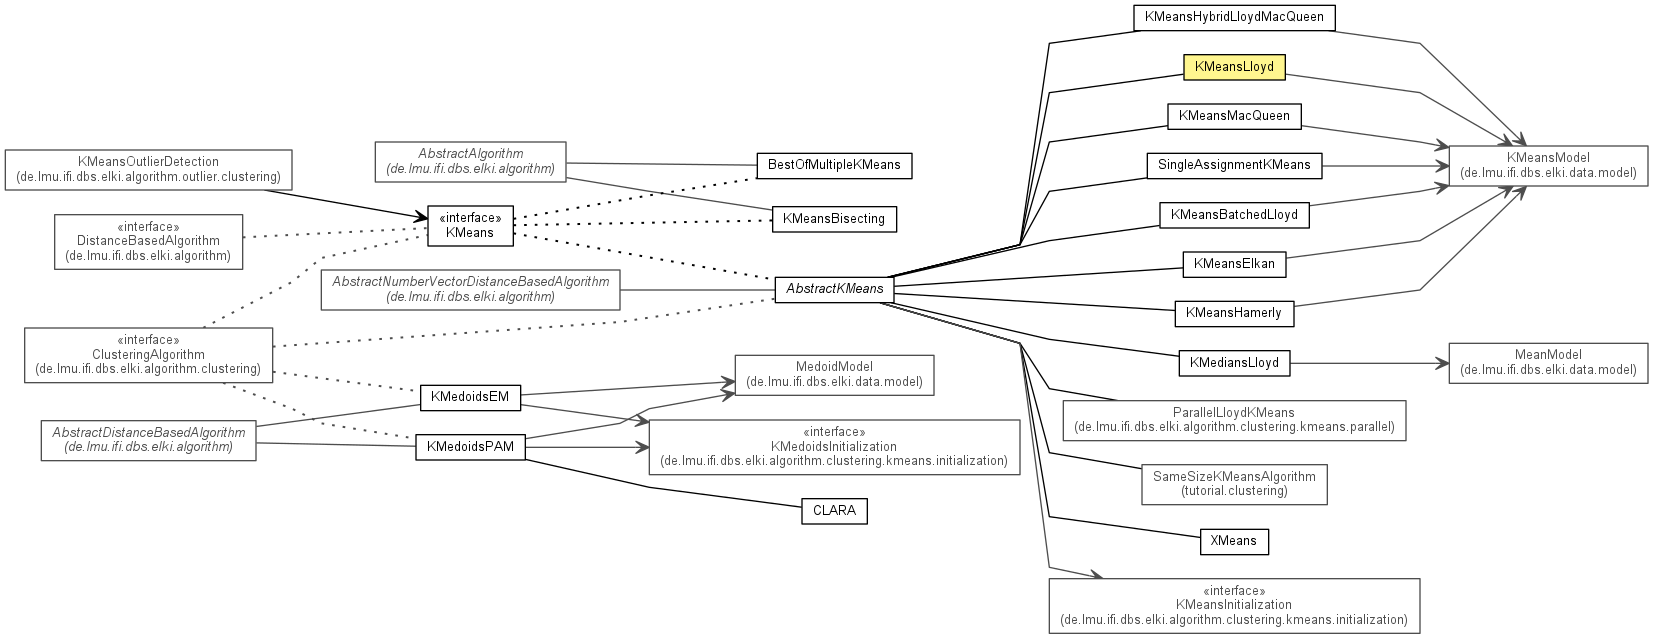 KMeansHybridLloydMacQueen
KMeansLloyd
KMeansMacQueen
SingleAssignmentKMeans
KMeansBatchedLloyd
KMeansElkan
KMeansHamerly
KMediansLloyd
KMeansModel
(de.lmu.ifi.dbs.elki.data.model)
MeanModel
(de.lmu.ifi.dbs.elki.data.model)
ParallelLloydKMeans
(de.lmu.ifi.dbs.elki.algorithm.clustering.kmeans.parallel)
SameSizeKMeansAlgorithm
(tutorial.clustering)
XMeans
«interface»
KMeansInitialization
(de.lmu.ifi.dbs.elki.algorithm.clustering.kmeans.initialization)
AbstractAlgorithm
(de.lmu.ifi.dbs.elki.algorithm)
BestOfMultipleKMeans
KMeansBisecting
KMeansOutlierDetection
(de.lmu.ifi.dbs.elki.algorithm.outlier.clustering)
«interface»
KMeans
«interface»
DistanceBasedAlgorithm
(de.lmu.ifi.dbs.elki.algorithm)
AbstractNumberVectorDistanceBasedAlgorithm
(de.lmu.ifi.dbs.elki.algorithm)
AbstractKMeans
«interface»
ClusteringAlgorithm
(de.lmu.ifi.dbs.elki.algorithm.clustering)
MedoidModel
(de.lmu.ifi.dbs.elki.data.model)
KMedoidsEM
AbstractDistanceBasedAlgorithm
(de.lmu.ifi.dbs.elki.algorithm)
KMedoidsPAM
«interface»
KMedoidsInitialization
(de.lmu.ifi.dbs.elki.algorithm.clustering.kmeans.initialization)
CLARA